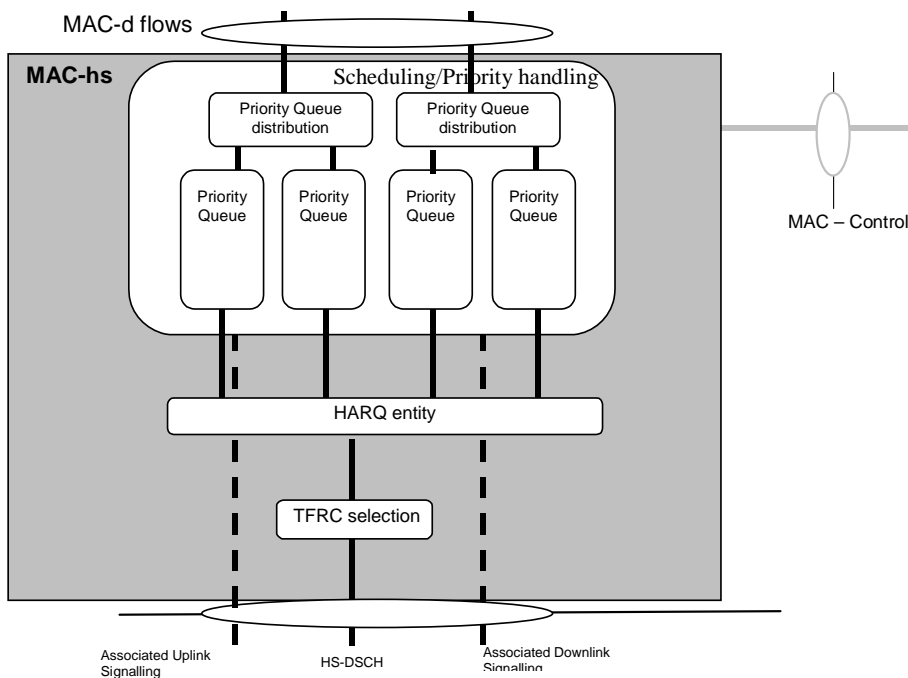 MAC-d flows
MAC-hs
Scheduling/Priority handling
Priority Queue
distribution
Priority Queue
distribution
Priority
Queue
Priority
Queue
Priority
Queue
Priority
Queue
MAC – Control
HARQ entity
TFRC selection
Associated Uplink
Signalling
HS-DSCH
Associated Downlink
Signalling